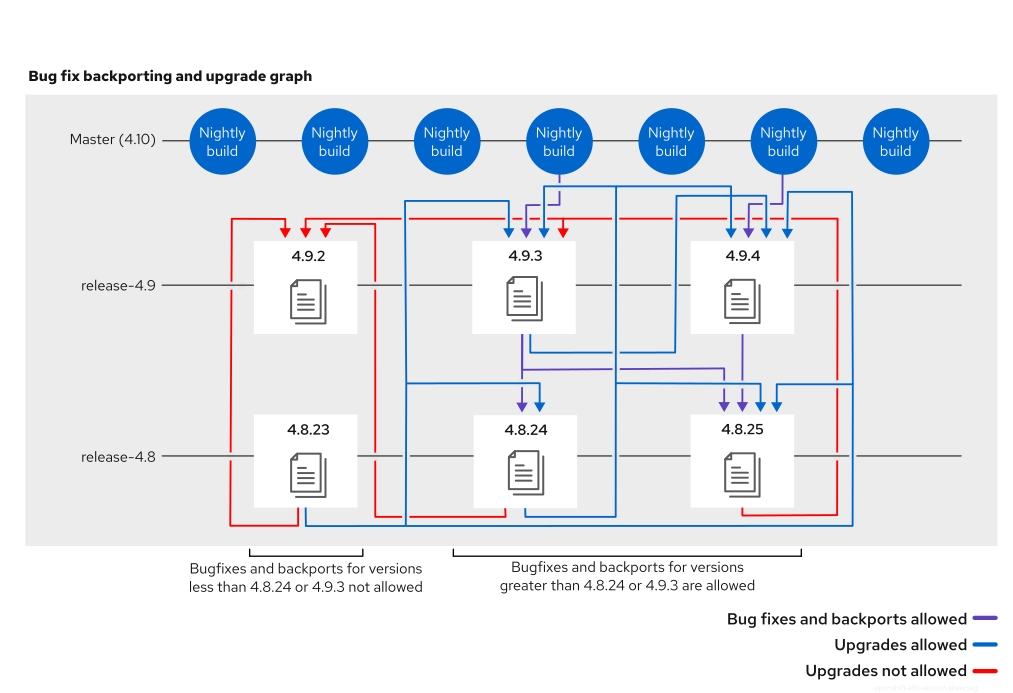 Bug fix backporting and upgrade graph
Master (4.10)
Nightly
build
Nightly
build
Nightly
build
Nightly
build
Nightly
build
Nightly
build
Nightly
build
release-4.9
4.9.2
4.9.3
4.9.4
release-4.8
4.8.23
4.8.24
4.8.25
Bugfixes and backports for versions
less than 4.8.24 or 4.9.3 not allowed
Bugfixes and backports for versions
greater than 4.8.24 or 4.9.3 are allowed
Bug fixes and backports allowed
Upgrades allowed
Upgrades not allowed